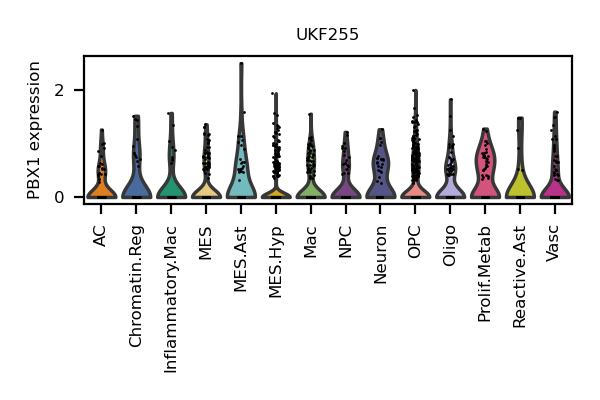 UKF255
PBX1 expression
2
1
0
AC
Chromatin.Reg
Inflammatory.Mac
MES
MES.Ast
MES.Hyp
Mac
NPC
Neuron
OPC
Oligo
Prolif.Metab
Reactive.Ast
Vasc